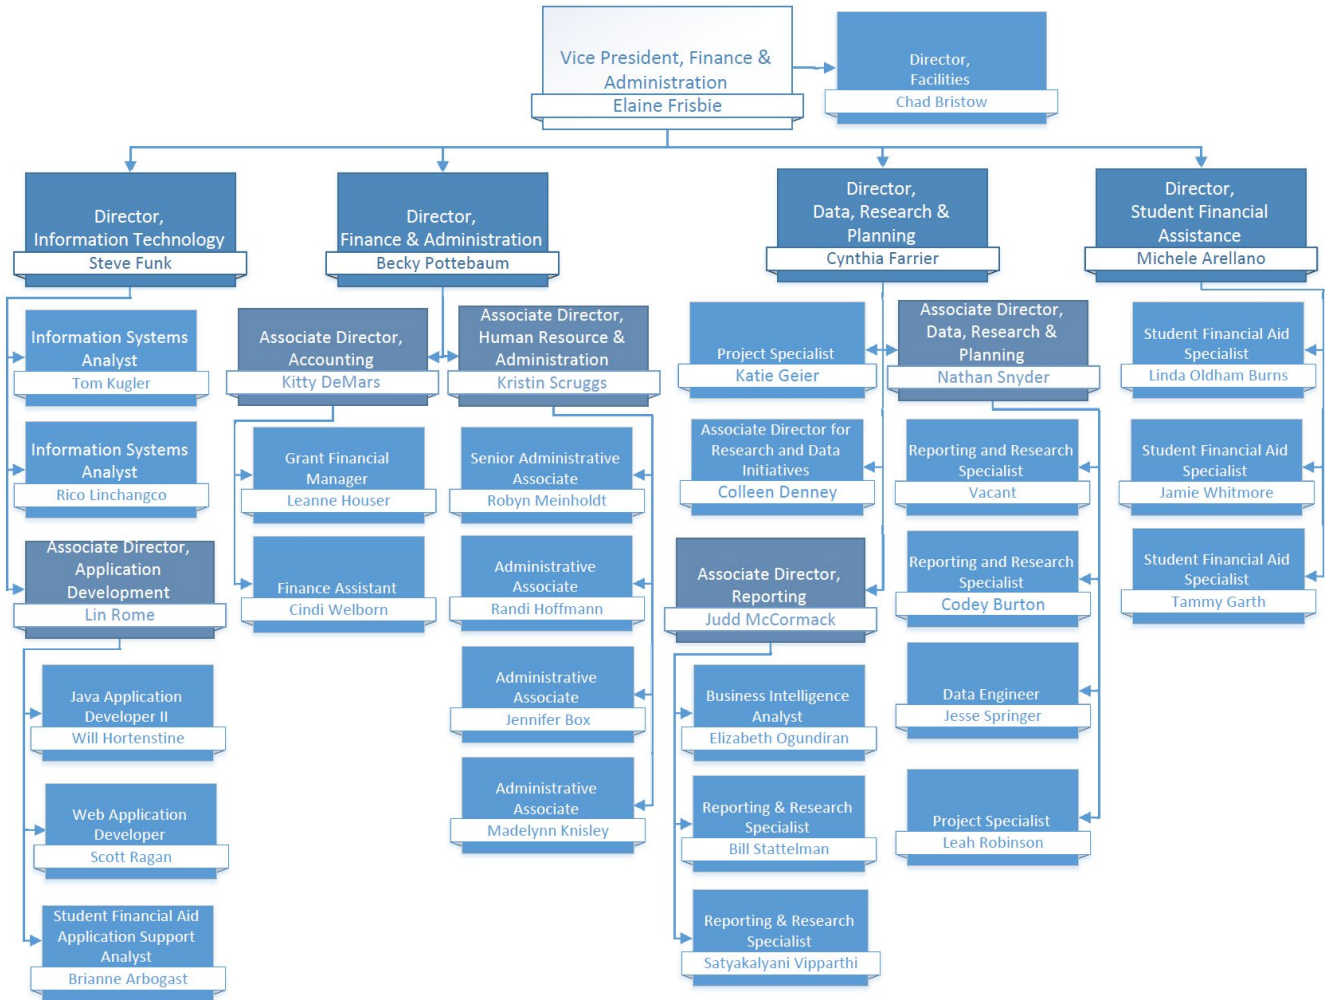 Vice President, Finance &
Administration
Elaine Frisbie
Director,
Facilities
Chad Bristow
Director,
Information Technology
Steve Funk
Director,
Finance & Administration
Becky Pottebaum
Director,
Data, Research &
Planning
Cynthia Farrier
Director,
Student Financial
Assistance
Michele Arellano
Information Systems
Analyst
Tom Kugler
Information Systems
Analyst
Rico Linchangco
Associate Director,
Application
Development
Lin Rome
Java Application
Developer II
Will Hortenstine
Web Application
Developer
Scott Ragan
Student Financial Aid
Application Support
Analyst
Brianne Arbogast
Associate Director,
Accounting
Kitty DeMars
Grant Financial
Manager
Leanne Houser
Finance Assistant
Cindi Welborn
Associate Director,
Human Resource &
Administration
Kristin Scruggs
Senior Administrative
Associate
Robyn Meinholdt
Administrative
Associate
Randi Hoffmann
Administrative
Associate
Jennifer Box
Administrative
Associate
Madelynn Knisley
Project Specialist
Katie Geier
Associate Director for
Research and Data
Initiatives
Colleen Denney
Associate Director,
Reporting
Judd McCormack
Business Intelligence
Analyst
Elizabeth Ogundiran
Reporting & Research
Specialist
Bill Stattelman
Reporting & Research
Specialist
Satyakalyani Vipparthi
Associate Director,
Data, Research &
Planning
Nathan Snyder
Reporting and Research
Specialist
Vacant
Reporting and Research
Specialist
Codey Burton
Data Engineer
Jesse Springer
Project Specialist
Leah Robinson
Student Financial Aid
Specialist
Linda Oldham Burns
Student Financial Aid
Specialist
Jamie Whitmore
Student Financial Aid
Specialist
Tammy Garth